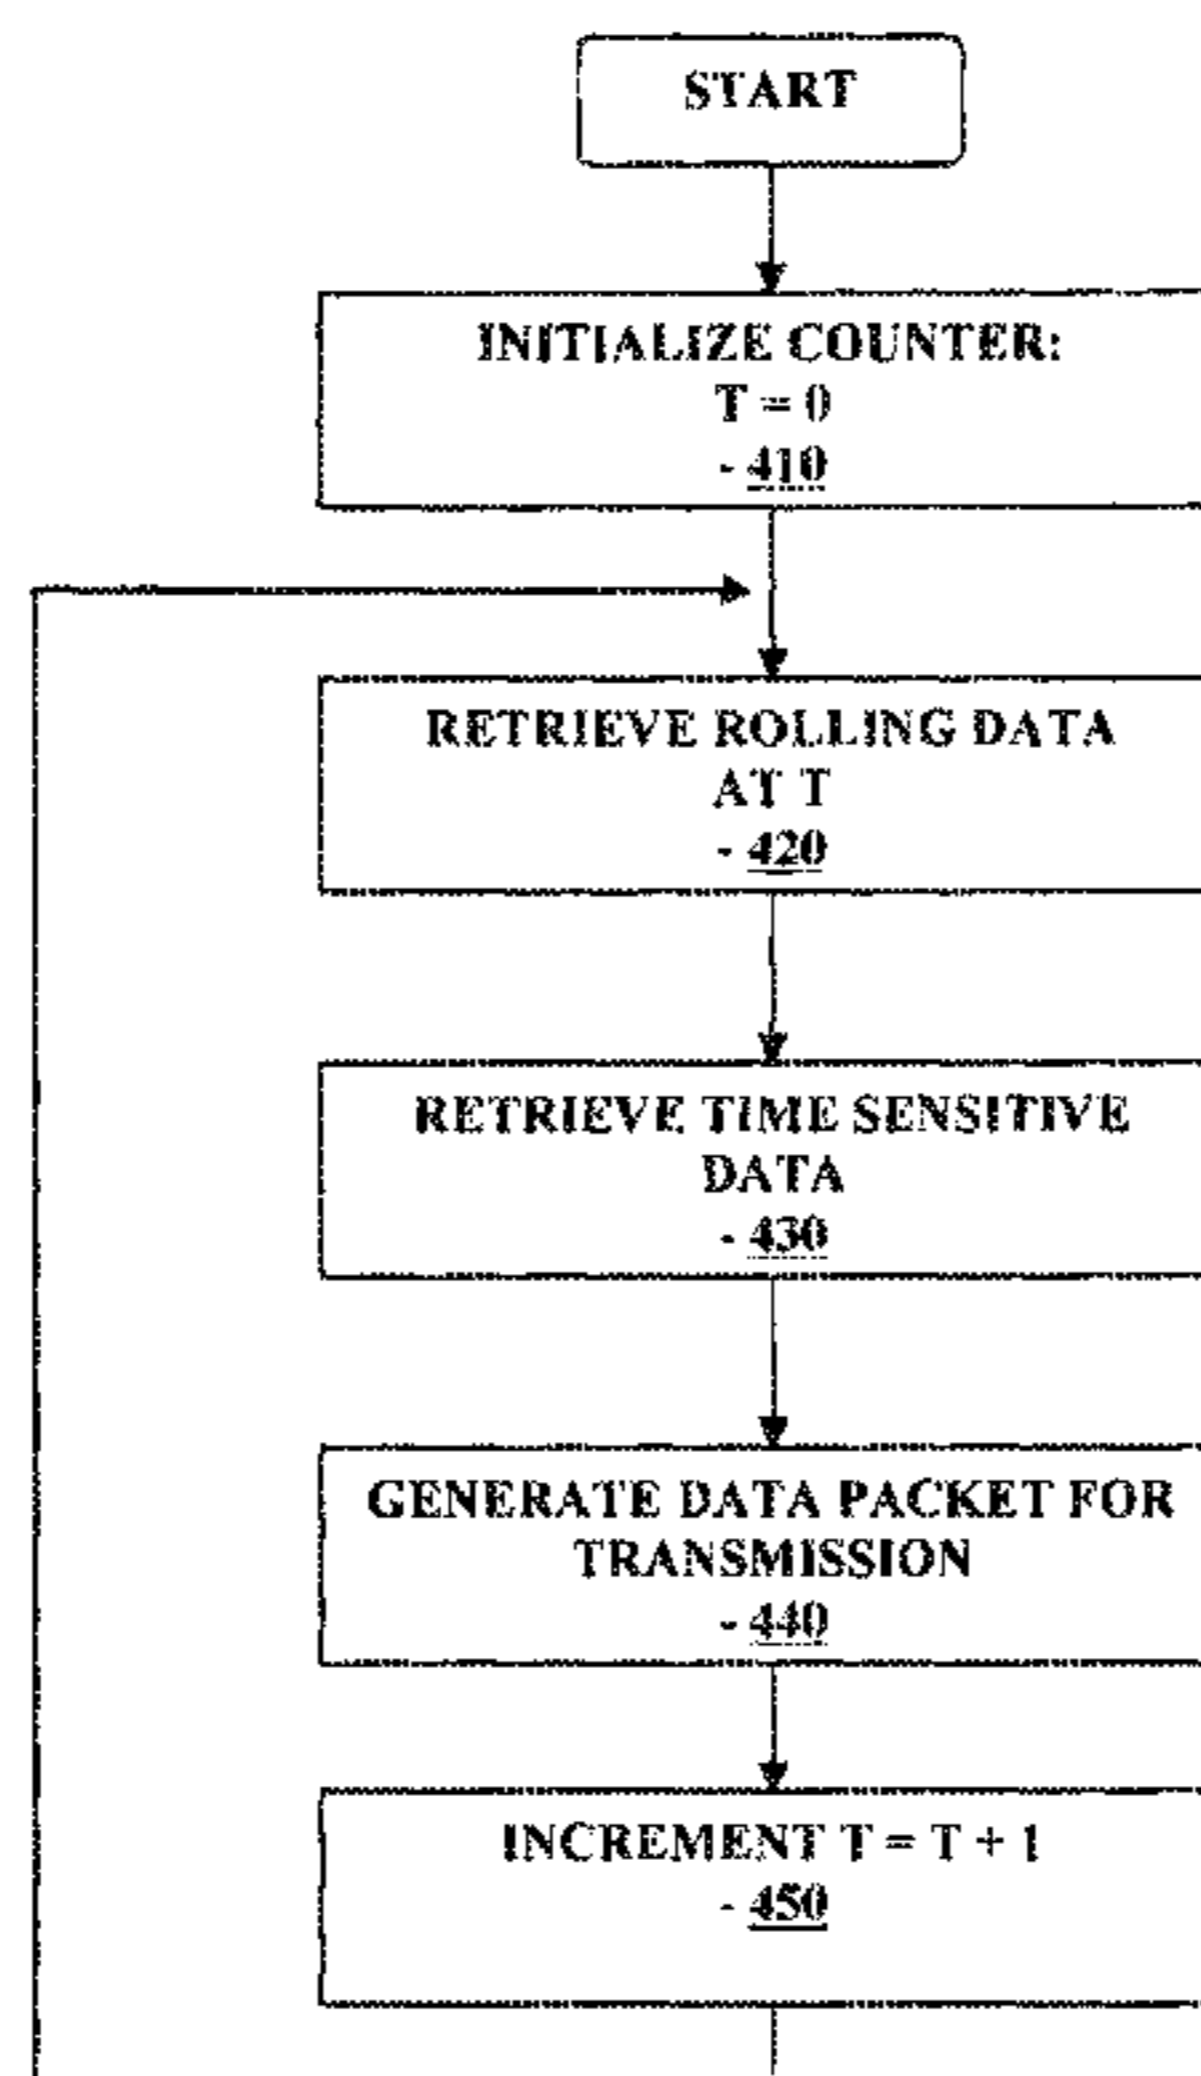 START
INITIALIZE COUNTER:
T = 0
- 410
RETRIEVE ROLLING DATA
AT T
- 420
RETRIEVE TIME SENSITIVE
DATA
- 430
GENERATE DATA PACKET FOR
TRANSMISSION
- 440
INCREMENT T = T + 1
- 450